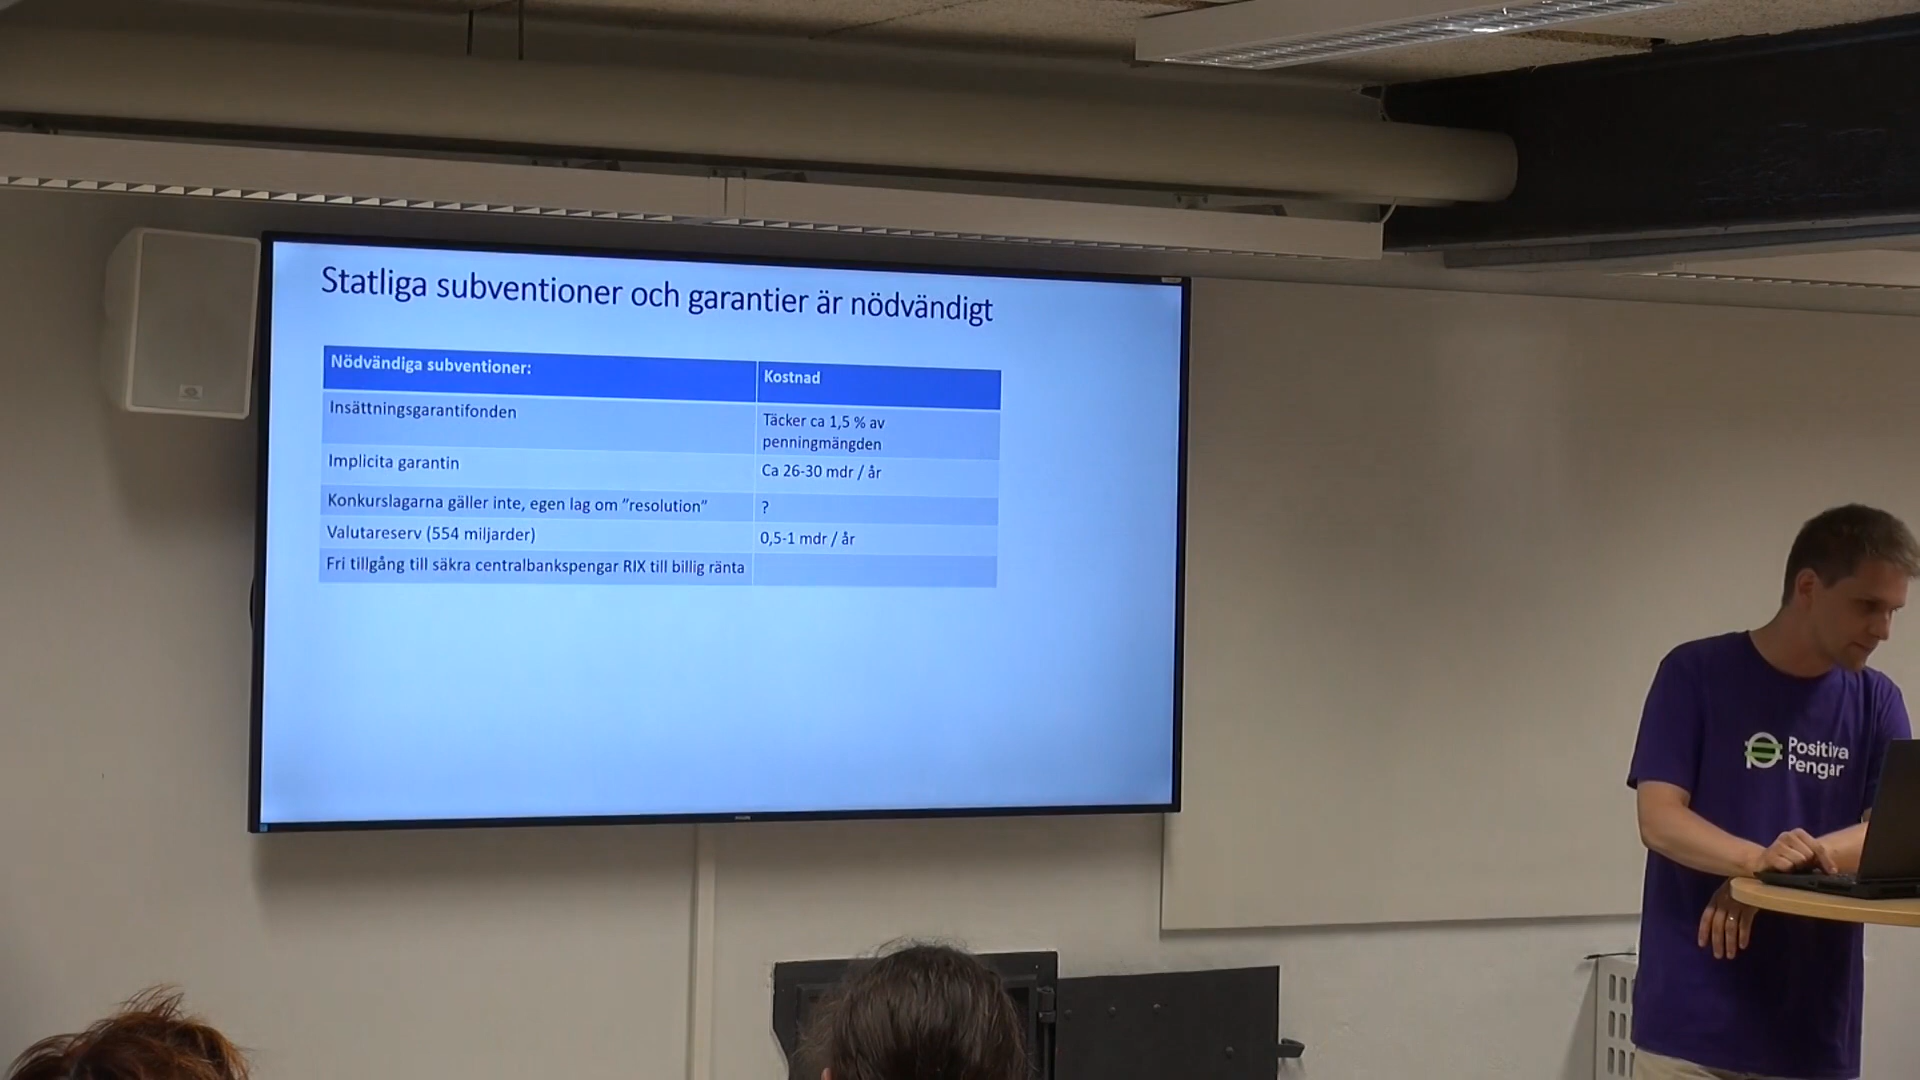 Statliga subventioner och garantier är nödvändigt
Nödvändiga subventioner:
Kostnad
Insättningsgarantifonden
Täcker ca 1,5 % av
penningmängden
Implicita garantin
Ca 26-30 mdr / år
Konkurslagarna gäller inte, egen lag om ”resolution”
?
Valutareserv (554 miljarder)
0,5-1 mdr / år
Fri tillgång till säkra centralbankspengar RIX till billig ränta
Positiva
Pengar